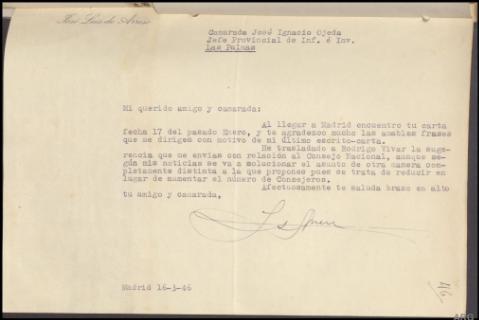 José Luis de Arrese
Camarada José Ignacio Ojeda
Jefe Provincial de Inf. é Inv.
Las Palmas
Mi querido amigo y camarada:
Al llegar a Madrid encuentro tu carta
fecha 17 del pasado Enero, y te agradezco mucho las amables frases
que me diriges con motivo de mi último escrito-carta.
He trasladado a Rodrigo Vivar la suge-
rencia que me envías con relación al Consejo Nacional, aunque se-
gún mis noticias se va a solucionar el asunto de otra manera com-
pletamente distinta a la que propones pues se trata de reducir en
lugar de aumentar el número de Consejeros.
Afectuosamente te saluda brazo en alto
tu amigo y camarada,
Madrid 16-3-46